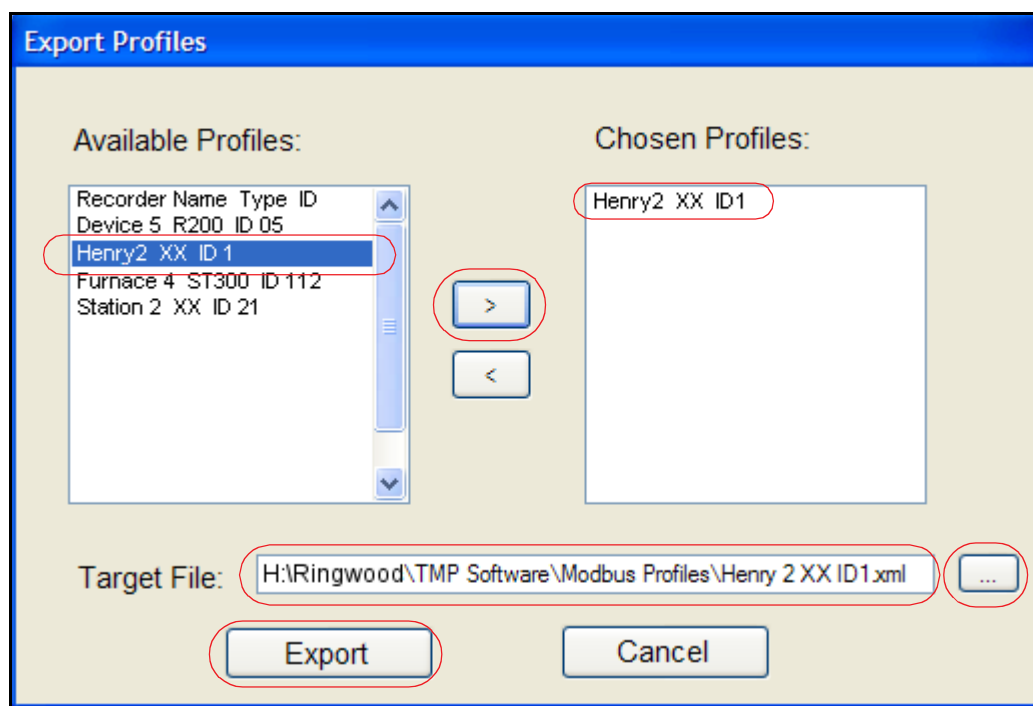 Export Profiles
Available Profiles:
Chosen Profiles:
Recorder Name Type ID
Device 5 R200 ID 05
Henry2 XX ID 1
Furnace 4 ST300 ID 112
Station 2 XX ID 21
>
<
Henry2 XX ID1
Target File:
H:\Ringwood\TMP Software\Modbus Profiles\Henry 2 XX ID1.xml
...
Export
Cancel